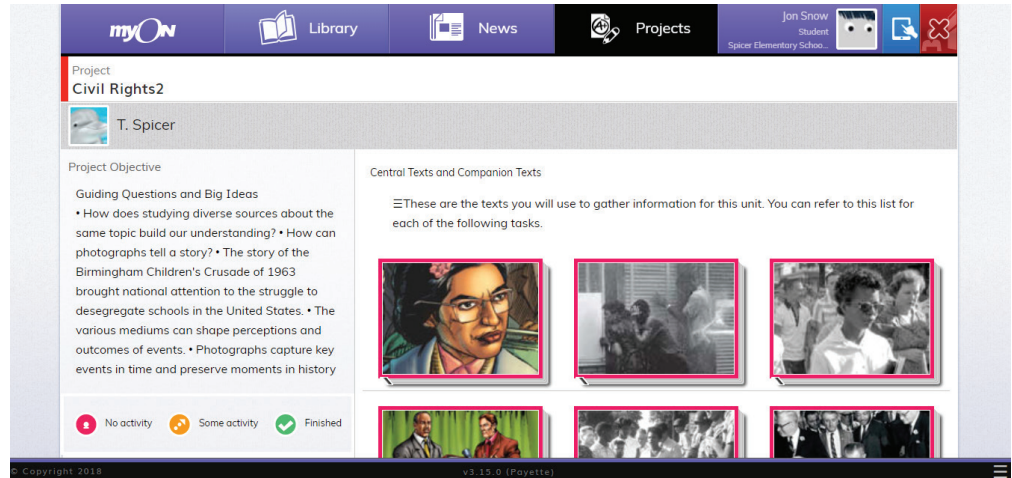 myON
Library
News
Projects
Jon Snow
Student
Spicer Elementary Schoo...
Project
Civil Rights2
T. Spicer
Project Objective
Guiding Questions and Big Ideas
• How does studying diverse sources about the
same topic build our understanding? • How can
photographs tell a story? • The story of the
Birmingham Children's Crusade of 1963
brought national attention to the struggle to
desegregate schools in the United States. • The
various mediums can shape perceptions and
outcomes of events. • Photographs capture key
events in time and preserve moments in history
No activity
Some activity
Finished
Central Texts and Companion Texts
☰These are the texts you will use to gather information for this unit. You can refer to this list for
each of the following tasks.
© Copyright 2018
v3.15.0 (Payette)